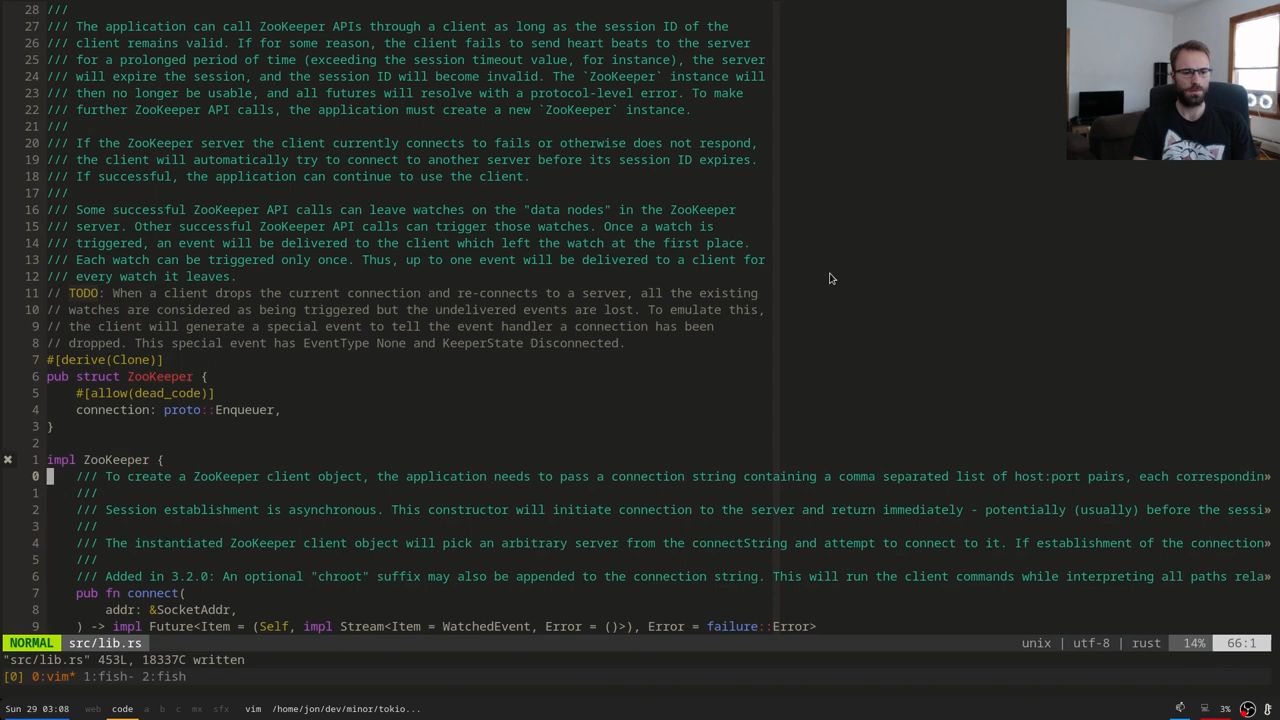 28 ///
27 /// The application can call ZooKeeper APIs through a client as long as the session ID of the
26 /// client remains valid. If for some reason, the client fails to send heart beats to the server
25 /// for a prolonged period of time (exceeding the session timeout value, for instance), the server
24 /// will expire the session, and the session ID will become invalid. The `ZooKeeper` instance will
23 /// then no longer be usable, and all futures will resolve with a protocol-level error. To make
22 /// further ZooKeeper API calls, the application must create a new `ZooKeeper` instance.
21 ///
20 /// If the ZooKeeper server the client currently connects to fails or otherwise does not respond,
19 /// the client will automatically try to connect to another server before its session ID expires.
18 /// If successful, the application can continue to use the client.
17 ///
16 /// Some successful ZooKeeper API calls can leave watches on the "data nodes" in the ZooKeeper
15 /// server. Other successful ZooKeeper API calls can trigger those watches. Once a watch is
14 /// triggered, an event will be delivered to the client which left the watch at the first place.
13 /// Each watch can be triggered only once. Thus, up to one event will be delivered to a client for
12 /// every watch it leaves.
11 // TODO: When a client drops the current connection and re-connects to a server, all the existing
10 // watches are considered as being triggered but the undelivered events are lost. To emulate this,
9 // the client will generate a special event to tell the event handler a connection has been
8 // dropped. This special event has EventType None and KeeperState Disconnected.
7 #[derive(Clone)]
6 pub struct ZooKeeper {
5 #[allow(dead_code)]
4 connection: proto::Enqueuer,
3 }
2
✖ 1 impl ZooKeeper {
0 /// To create a ZooKeeper client object, the application needs to pass a connection string containing a comma separated list of host:port pairs, each correspondin»
1 ///
2 /// Session establishment is asynchronous. This constructor will initiate connection to the server and return immediately - potentially (usually) before the sessi»
3 ///
4 /// The instantiated ZooKeeper client object will pick an arbitrary server from the connectString and attempt to connect to it. If establishment of the connection»
5 ///
6 /// Added in 3.2.0: An optional "chroot" suffix may also be appended to the connection string. This will run the client commands while interpreting all paths rela»
7 pub fn connect(
8 addr: &SocketAddr,
9 ) -> impl Future<Item = (Self, impl Stream<Item = WatchedEvent, Error = ()>), Error = failure::Error>
NORMAL src/lib.rs unix | utf-8 | rust 14% 66:1
"src/lib.rs" 453L, 18337C written
[0] 0:vim* 1:fish- 2:fish
Sun 29 03:08 web code a b c mx sfx vim /home/jon/dev/minor/tokio... 3%